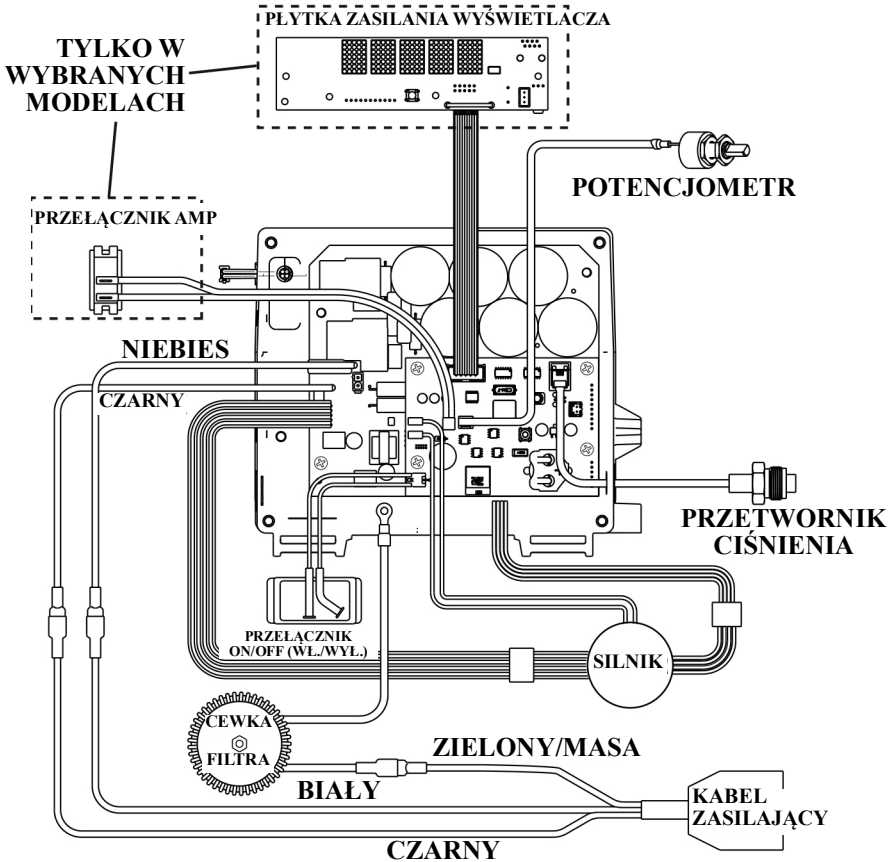 PŁYTKA ZASILANIA WYŚWIETLACZA
TYLKO W
WYBRANYCH
MODELACH
POTENCJOMETR
PRZEŁĄCZNIK AMP
NIEBIES
CZARNY
PRZETWORNIK
CIŚNIENIA
PRZEŁĄCZNIK
ON/OFF (WŁ./WYŁ.)
SILNIK
CEWKA
FILTRA
ZIELONY/MASA
BIAŁY
KABEL
ZASILAJĄCY
CZARNY